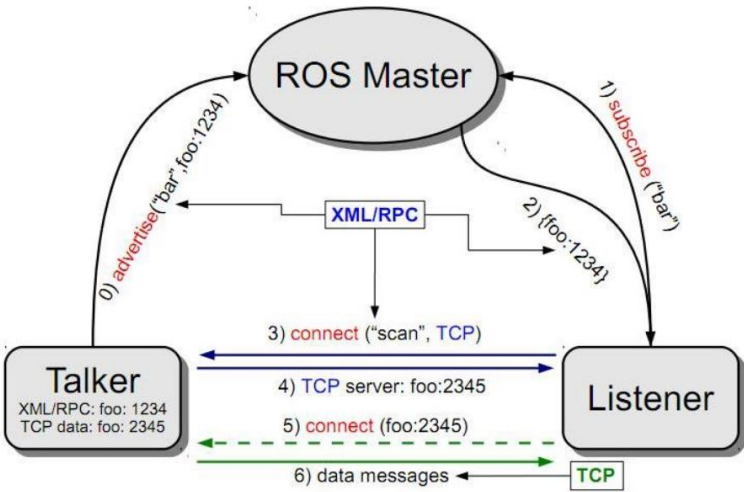 ROS Master
0) advertise("bar",foo:1234)
1) subscribe ("bar")
2) {foo:1234}
XML/RPC
3) connect ("scan", TCP)
4) TCP server: foo:2345
Talker
XML/RPC: foo: 1234
TCP data: foo: 2345
Listener
5) connect (foo:2345)
6) data messages
TCP